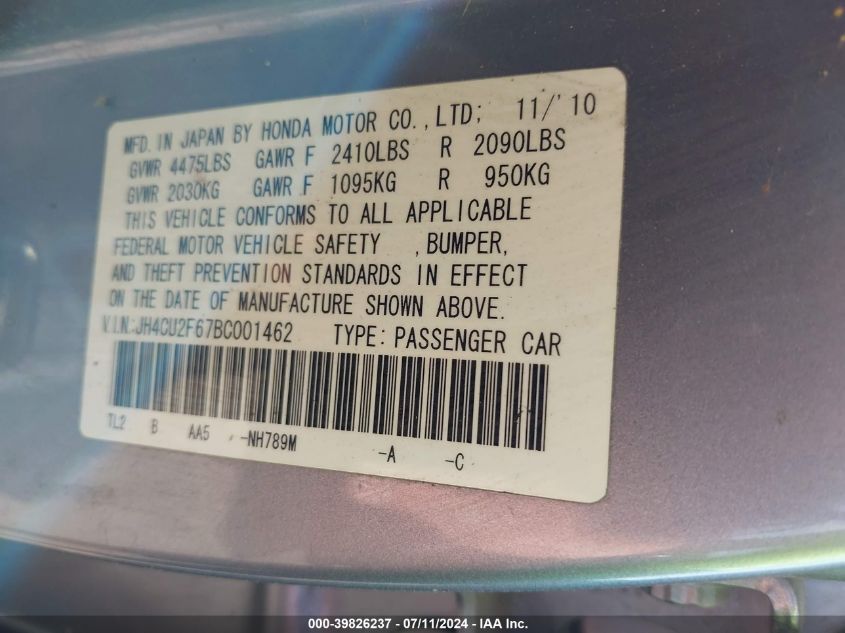 MFD. IN JAPAN BY HONDA MOTOR CO., LTD; 11/'10
GVWR 4475LBS GAWR F 2410LBS R 2090LBS
GVWR 2030KG GAWR F 1095KG R 950KG
THIS VEHICLE CONFORMS TO ALL APPLICABLE
FEDERAL MOTOR VEHICLE SAFETY , BUMPER,
AND THEFT PREVENTION STANDARDS IN EFFECT
ON THE DATE OF MANUFACTURE SHOWN ABOVE.
V.I.N.:JH4CU2F67BC001462 TYPE: PASSENGER CAR
TL2 B AA5 , -NH789M -A -C
000-39826237 - 07/11/2024 - IAA Inc.